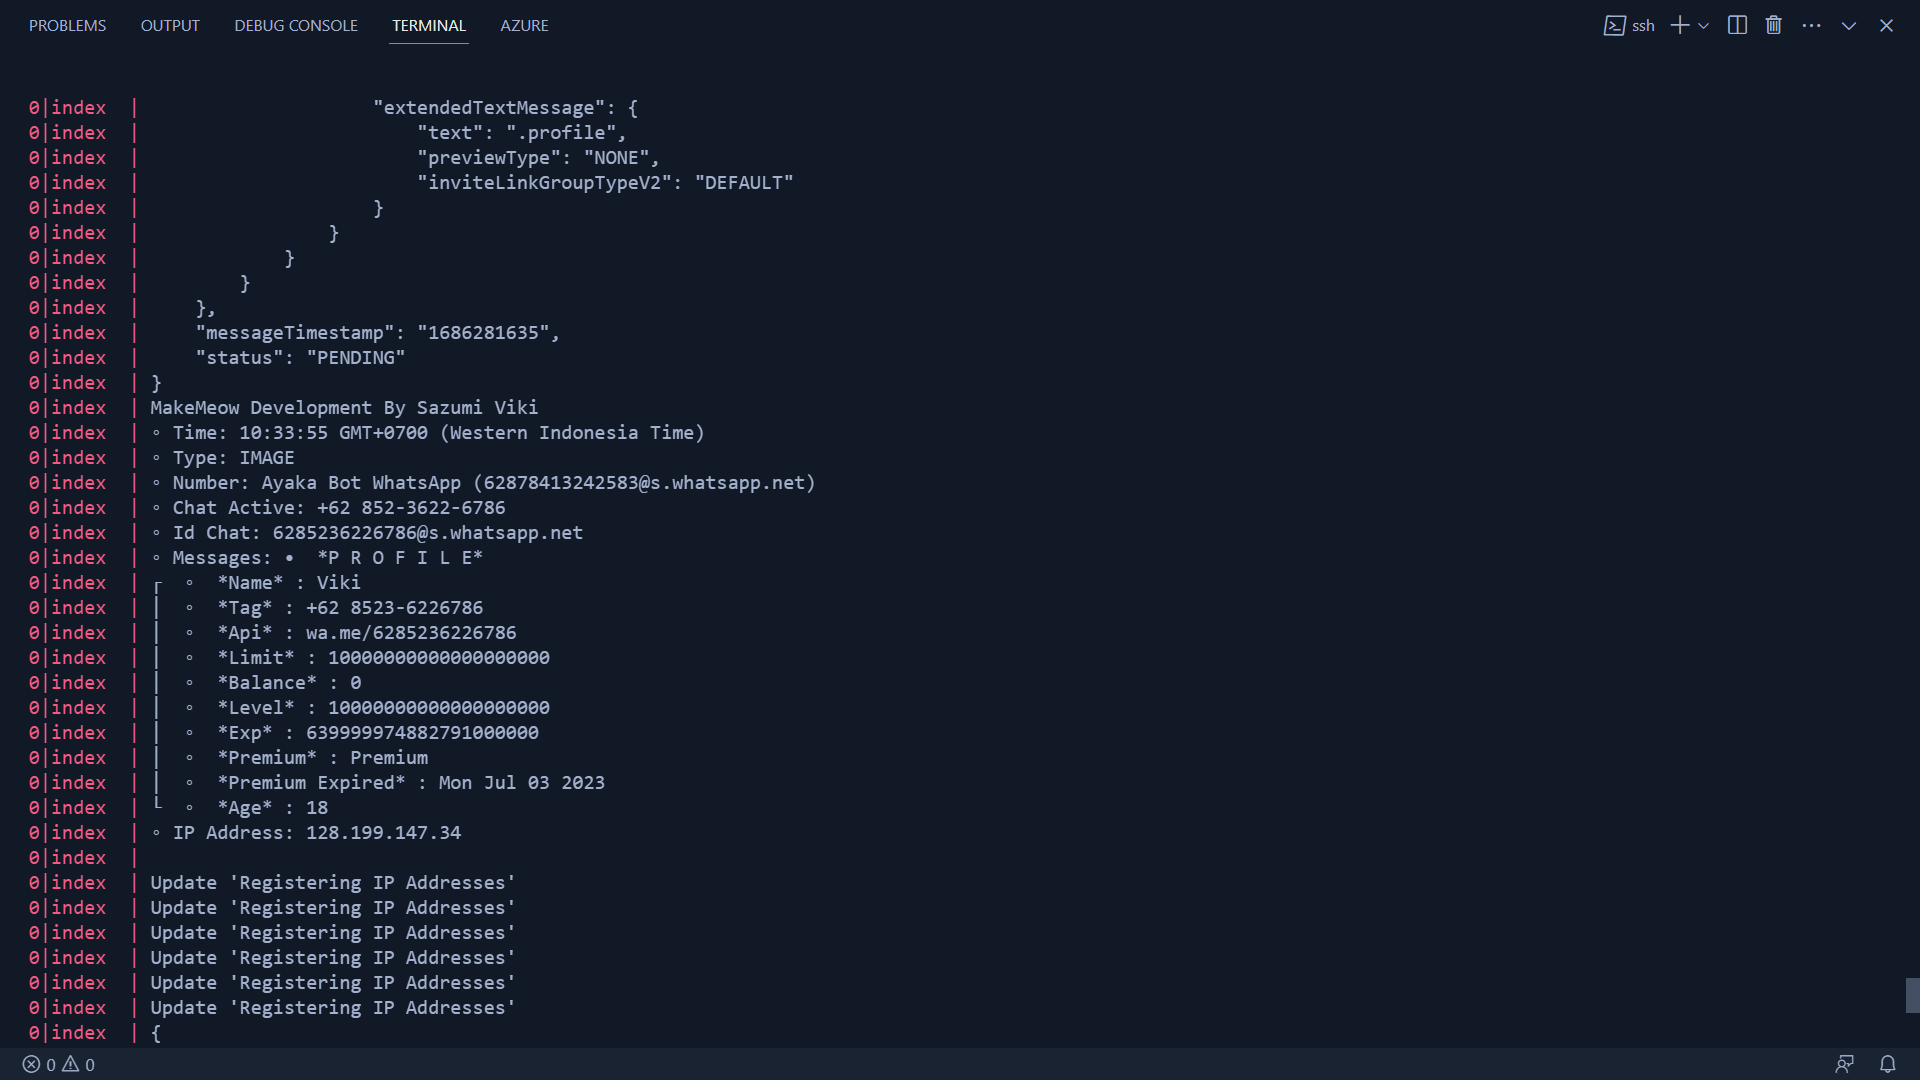 PROBLEMS OUTPUT DEBUG CONSOLE TERMINAL AZURE ssh
0|index  |                     "extendedTextMessage": {
0|index  |                         "text": ".profile",
0|index  |                         "previewType": "NONE",
0|index  |                         "inviteLinkGroupTypeV2": "DEFAULT"
0|index  |                     }
0|index  |                 }
0|index  |             }
0|index  |         }
0|index  |     },
0|index  |     "messageTimestamp": "1686281635",
0|index  |     "status": "PENDING"
0|index  | }
0|index  | MakeMeow Development By Sazumi Viki
0|index  | ◦ Time: 10:33:55 GMT+0700 (Western Indonesia Time)
0|index  | ◦ Type: IMAGE
0|index  | ◦ Number: Ayaka Bot WhatsApp (62878413242583@s.whatsapp.net)
0|index  | ◦ Chat Active: +62 852-3622-6786
0|index  | ◦ Id Chat: 6285236226786@s.whatsapp.net
0|index  | ◦ Messages: •  *P R O F I L E*
0|index  | ┌  ◦  *Name* : Viki
0|index  | │  ◦  *Tag* : +62 8523-6226786
0|index  | │  ◦  *Api* : wa.me/6285236226786
0|index  | │  ◦  *Limit* : 10000000000000000000
0|index  | │  ◦  *Balance* : 0
0|index  | │  ◦  *Level* : 10000000000000000000
0|index  | │  ◦  *Exp* : 639999974882791000000
0|index  | │  ◦  *Premium* : Premium
0|index  | │  ◦  *Premium Expired* : Mon Jul 03 2023
0|index  | └  ◦  *Age* : 18
0|index  | ◦ IP Address: 128.199.147.34
0|index  |
0|index  | Update 'Registering IP Addresses'
0|index  | Update 'Registering IP Addresses'
0|index  | Update 'Registering IP Addresses'
0|index  | Update 'Registering IP Addresses'
0|index  | Update 'Registering IP Addresses'
0|index  | Update 'Registering IP Addresses'
0|index  | {
0 0